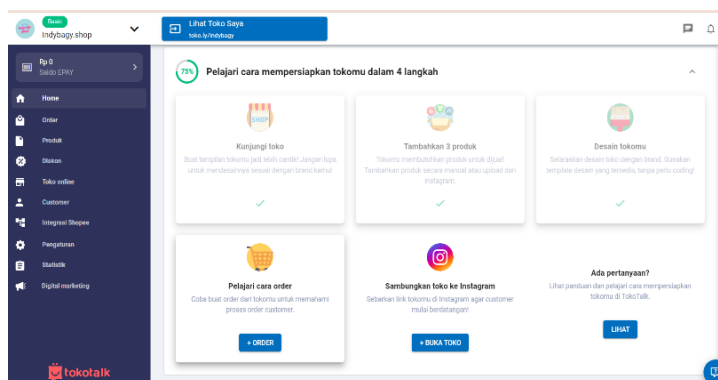 Basic
Indybagy.shop
Lihat Toko Saya
toko.ly/indybagy
Rp 0
Saldo EPAY
Home
Order
Produk
Diskon
Toko online
Customer
Integrasi Shopee
Pengaturan
Statistik
Digital marketing
tokotalk
75%
Pelajari cara mempersiapkan tokomu dalam 4 langkah
SHOP
Kunjungi toko
Buat tampilan tokomu jadi lebih cantik! Jangan lupa
untuk mendesainnya sesuai dengan brand kamu!
Tambahkan 3 produk
Tokomu membutuhkan produk untuk dijual!
Tambahkan produk secara manual atau upload dari
Instagram.
Desain tokomu
Selaraskan desain toko dengan brand. Gunakan
template desain yang tersedia, tanpa perlu coding!
Pelajari cara order
Coba buat order dari tokomu untuk memahami
proses order customer.
+ ORDER
Sambungkan toko ke Instagram
Sebarkan link tokomu di Instagram agar customer
mulai berdatangan!
+ BUKA TOKO
Ada pertanyaan?
Lihat panduan dan pelajari cara mempersiapkan
tokomu di TokoTalk.
LIHAT